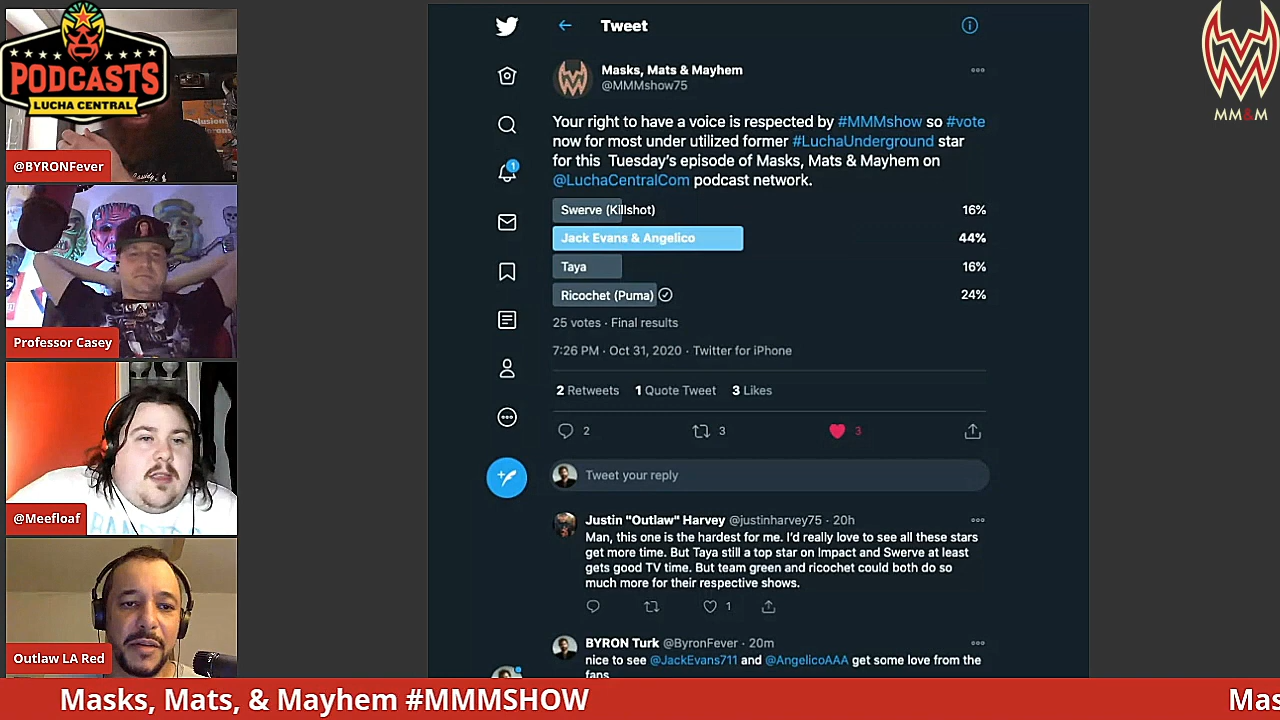 PODCASTS
LUCHA CENTRAL
@BYRONFever
Professor Casey
@Meefloaf
Outlaw LA Red
Tweet
Masks, Mats & Mayhem
@MMMshow75
Your right to have a voice is respected by #MMMshow so #vote
now for most under utilized former #LuchaUnderground star
for this Tuesday's episode of Masks, Mats & Mayhem on
@LuchaCentralCom podcast network.
Swerve (Killshot) 16%
Jack Evans & Angelico 44%
Taya 16%
Ricochet (Puma) 24%
25 votes · Final results
7:26 PM · Oct 31, 2020 · Twitter for iPhone
2 Retweets 1 Quote Tweet 3 Likes
2 3 3
Tweet your reply
Justin "Outlaw" Harvey @justinharvey75 · 20h
Man, this one is the hardest for me. I'd really love to see all these stars
get more time. But Taya still a top star on Impact and Swerve at least
gets good TV time. But team green and ricochet could both do so
much more for their respective shows.
1
BYRON Turk @ByronFever · 20m
nice to see @JackEvans711 and @AngelicoAAA get some love from the
fans
1
MM&M
Masks, Mats, & Mayhem #MMMSHOW
Mas